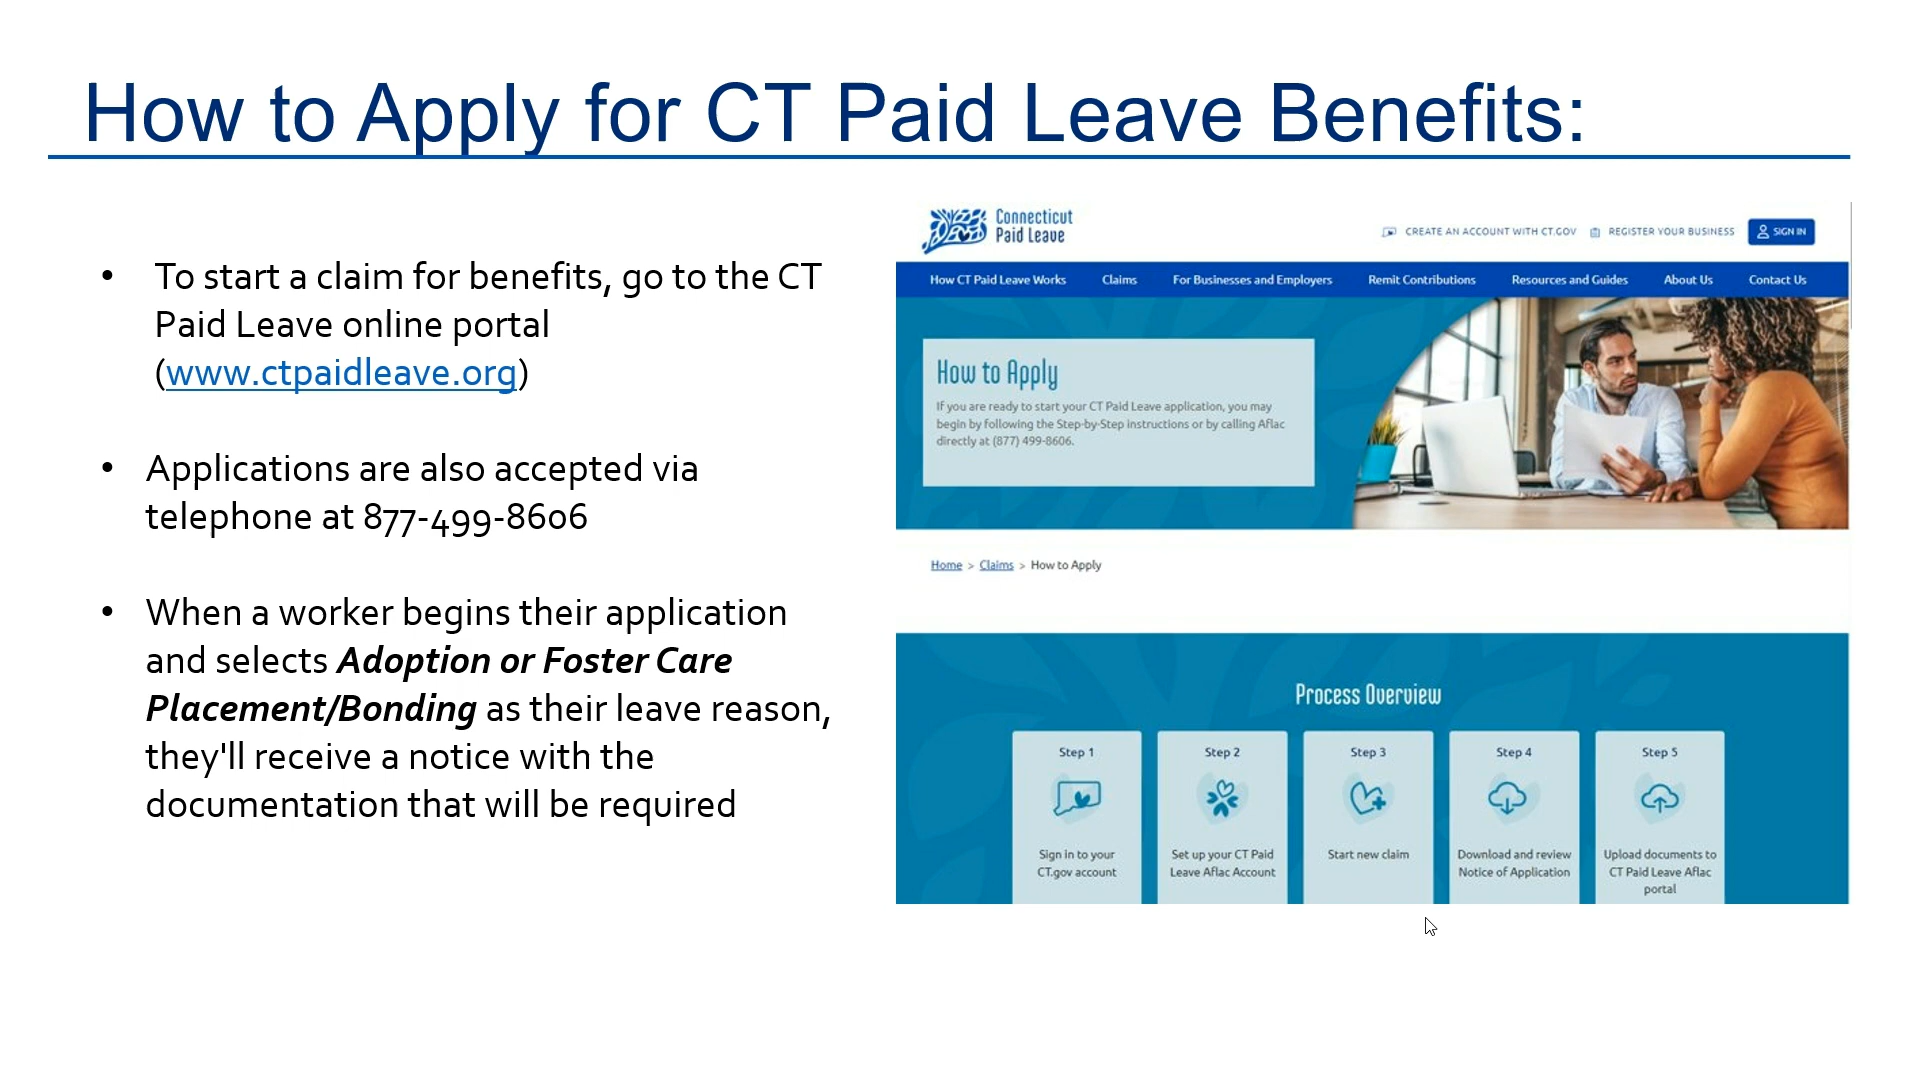 How to Apply for CT Paid Leave Benefits:
• To start a claim for benefits, go to the CT
Paid Leave online portal
(www.ctpaidleave.org)
• Applications are also accepted via
telephone at 877-499-8606
• When a worker begins their application
and selects Adoption or Foster Care
Placement/Bonding as their leave reason,
they'll receive a notice with the
documentation that will be required
Connecticut
Paid Leave
CREATE AN ACCOUNT WITH CT.GOV
REGISTER YOUR BUSINESS
SIGN IN
How CT Paid Leave Works
Claims
For Businesses and Employers
Remit Contributions
Resources and Guides
About Us
Contact Us
How to Apply
If you are ready to start your CT Paid Leave application, you may
begin by following the Step-by-Step instructions or by calling Aflac
directly at (877) 499-8606.
Home > Claims > How to Apply
Process Overview
Step 1
Sign in to your
CT.gov account
Step 2
Set up your CT Paid
Leave Aflac Account
Step 3
Start new claim
Step 4
Download and review
Notice of Application
Step 5
Upload documents to
CT Paid Leave Aflac
portal